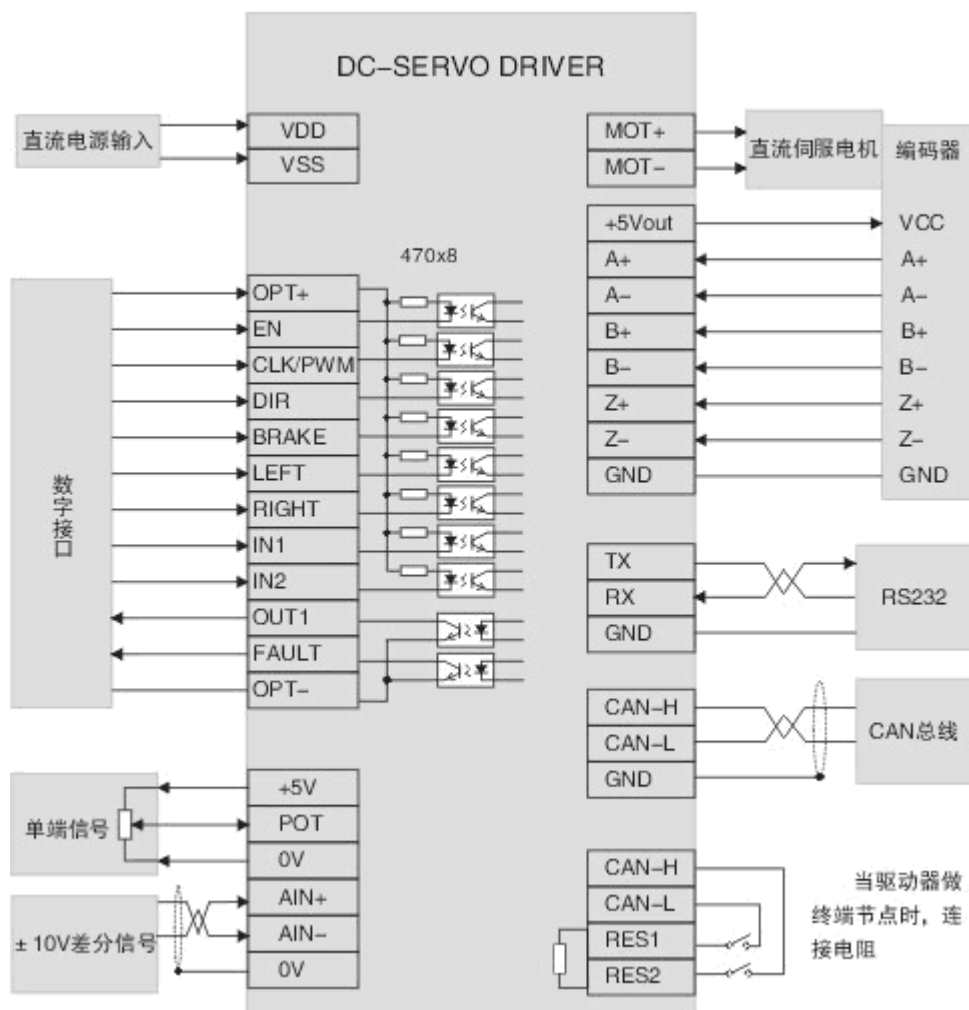 DC-SERVO DRIVER
直流电源输入
VDD
VSS
MOT+
MOT-
直流伺服电机
编码器
+5Vout
A+
A-
B+
B-
Z+
Z-
GND
VCC
A+
A-
B+
B-
Z+
Z-
GND
470x8
数字接口
OPT+
EN
CLK/PWM
DIR
BRAKE
LEFT
RIGHT
IN1
IN2
OUT1
FAULT
OPT-
TX
RX
GND
RS232
CAN-H
CAN-L
GND
CAN总线
单端信号
+5V
POT
0V
± 10V差分信号
AIN+
AIN-
0V
CAN-H
CAN-L
RES1
RES2
当驱动器做
终端节点时，连
接电阻